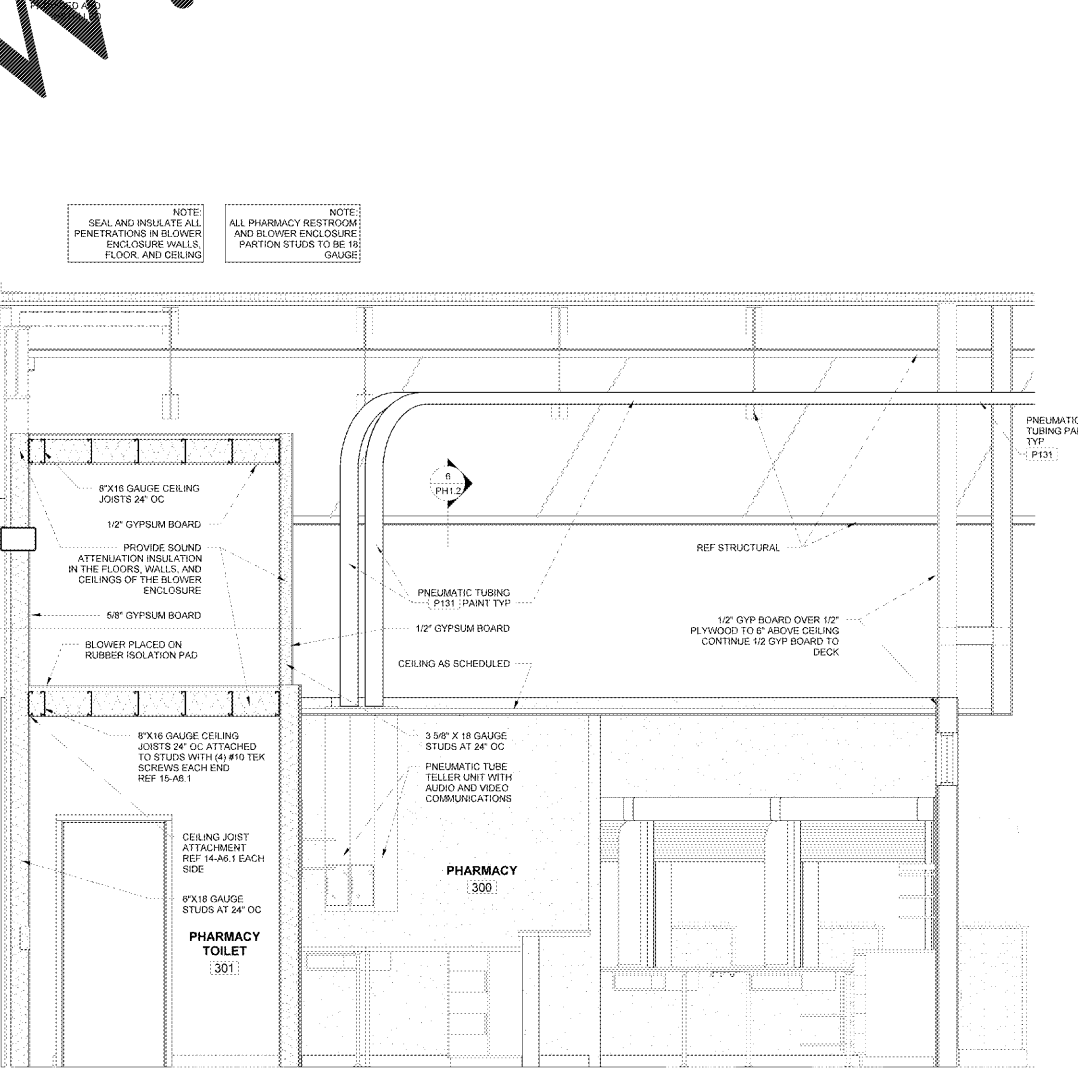 NOTE:
SEAL AND INSULATE ALL
PENETRATIONS IN BLOWER
ENCLOSURE WALLS,
FLOOR, AND CEILING
NOTE:
ALL PHARMACY RESTROOM
AND BLOWER ENCLOSURE
PARTION STUDS TO BE 18
GAUGE
PNEUMATIC
TUBING PAI
TYP
P131
6
PH1.2
8"X16 GAUGE CEILING
JOISTS 24" OC
1/2" GYPSUM BOARD
PROVIDE SOUND
ATTENUATION INSULATION
IN THE FLOORS, WALLS, AND
CEILINGS OF THE BLOWER
ENCLOSURE
5/8" GYPSUM BOARD
BLOWER PLACED ON
RUBBER ISOLATION PAD
REF STRUCTURAL
PNEUMATIC TUBING
P131 PAINT TYP
1/2" GYPSUM BOARD
CEILING AS SCHEDULED
1/2" GYP BOARD OVER 1/2"
PLYWOOD TO 6" ABOVE CEILING
CONTINUE 1/2 GYP BOARD TO
DECK
8"X16 GAUGE CEILING
JOISTS 24" OC ATTACHED
TO STUDS WITH (4) #10 TEK
SCREWS EACH END
REF 15-A6.1
3 5/8" X 18 GAUGE
STUDS AT 24" OC
PNEUMATIC TUBE
TELLER UNIT WITH
AUDIO AND VIDEO
COMMUNICATIONS
CEILING JOIST
ATTACHMENT
REF 14-A6.1 EACH
SIDE
6"X18 GAUGE
STUDS AT 24" OC
PHARMACY
300
PHARMACY
TOILET
301